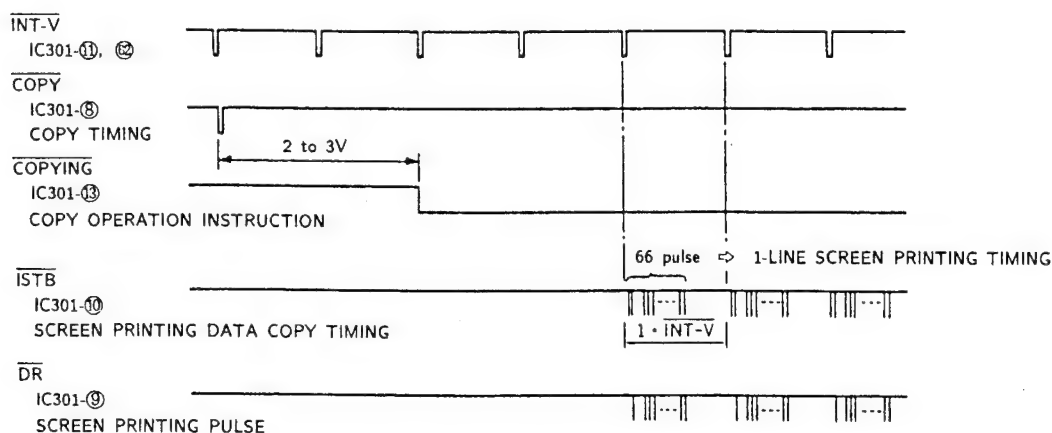 INT-V
IC301-⑪, ⑫
COPY
IC301-⑧
COPY TIMING
2 to 3V
COPYING
IC301-⑬
COPY OPERATION INSTRUCTION
66 pulse ⇨ 1-LINE SCREEN PRINTING TIMING
ISTB
IC301-⑩
SCREEN PRINTING DATA COPY TIMING
1・INT-V
DR
IC301-⑨
SCREEN PRINTING PULSE